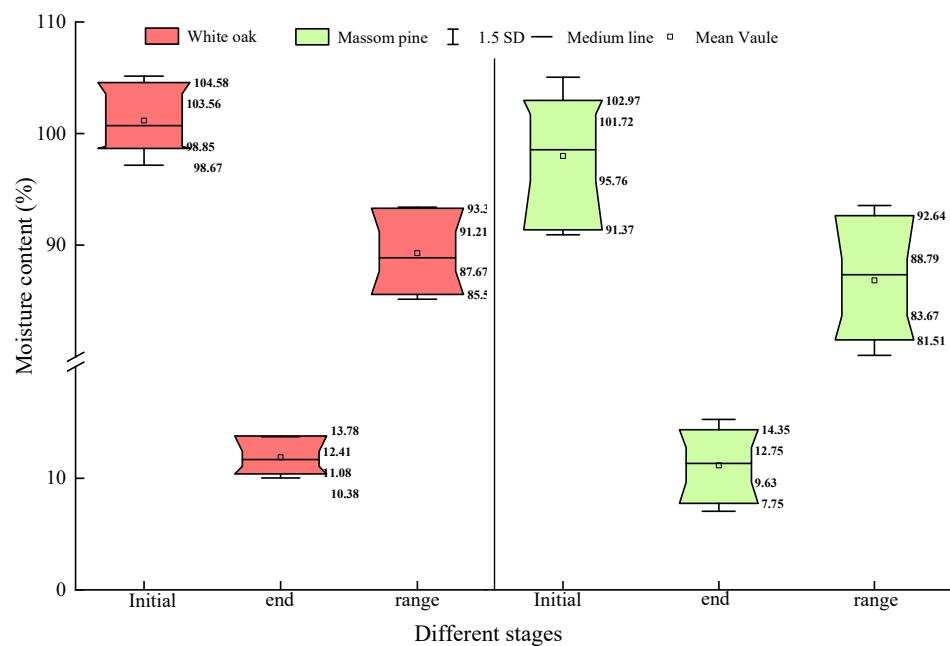 110
White oak
Massom pine
1.5 SD
Medium line
Mean Vaule
104.58
103.56
98.85
98.67
102.97
101.72
95.76
91.37
100
93.3
91.21
87.67
85.5
92.64
88.79
83.67
81.51
90
Moisture content (%)
13.78
12.41
11.08
10.38
14.35
12.75
9.63
7.75
10
0
Initial
end
range
Initial
end
range
Different stages